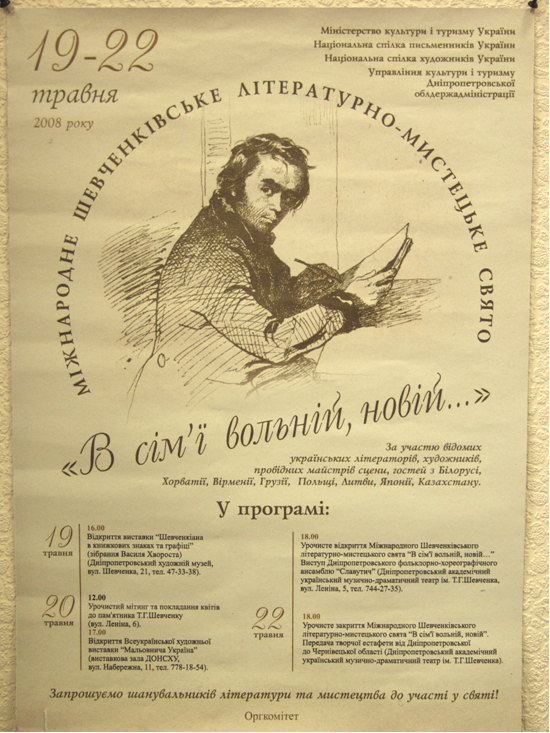 19-22
травня
2008 року
Міністерство культури і туризму України
Національна спілка письменників України
Національна спілка художників України
Управління культури і туризму
Дніпропетровської
облдержадміністрації
МІЖНАРОДНЕ ШЕВЧЕНКІВСЬКЕ ЛІТЕРАТУРНО-МИСТЕЦЬКЕ СВЯТО
«В сім’ї вольній, новій...»
За участю відомих
українських літераторів, художників,
провідних майстрів сцени, гостей з Білорусі,
Хорватії, Вірменії, Грузії, Польщі, Литви, Японії, Казахстану.
У програмі:
19
травня
16.00
Відкриття виставки “Шевченкіана
в книжкових знаках та графіці”
(зібрання Василя Хвороста)
(Дніпропетровський художній музей,
вул. Шевченка, 21, тел. 47-33-38).
18.00
Урочисте відкриття Міжнародного Шевченківського
літературно-мистецького свята “В сім’ї вольній, новій...”
Виступ Дніпропетровського фольклорно-хореографічного
ансамблю “Славутич” (Дніпропетровський академічний
український музично-драматичний театр ім. Т.Г.Шевченка,
вул. Леніна, 5, тел. 744-27-35).
20
травня
12.00
Урочистий мітинг та покладання квітів
до пам'ятника Т.Г.Шевченку
(вул. Леніна, 6).
17.00
Відкриття Всеукраїнської художньої
виставки “Мальовнича Україна”
(виставкова зала ДОНСХУ,
вул. Набережна, 11, тел. 778-18-54).
22
травня
18.00
Урочисте закриття Міжнародного Шевченківського
літературно-мистецького свята “В сім'ї вольній, новій”.
Передача творчої естафети від Дніпропетровської
до Чернівецької області (Дніпропетровський академічний
український музично-драматичний театр ім. Т.Г.Шевченка).
Запрошуємо шанувальників літератури та мистецтва до участі у святі!
Оргкомітет